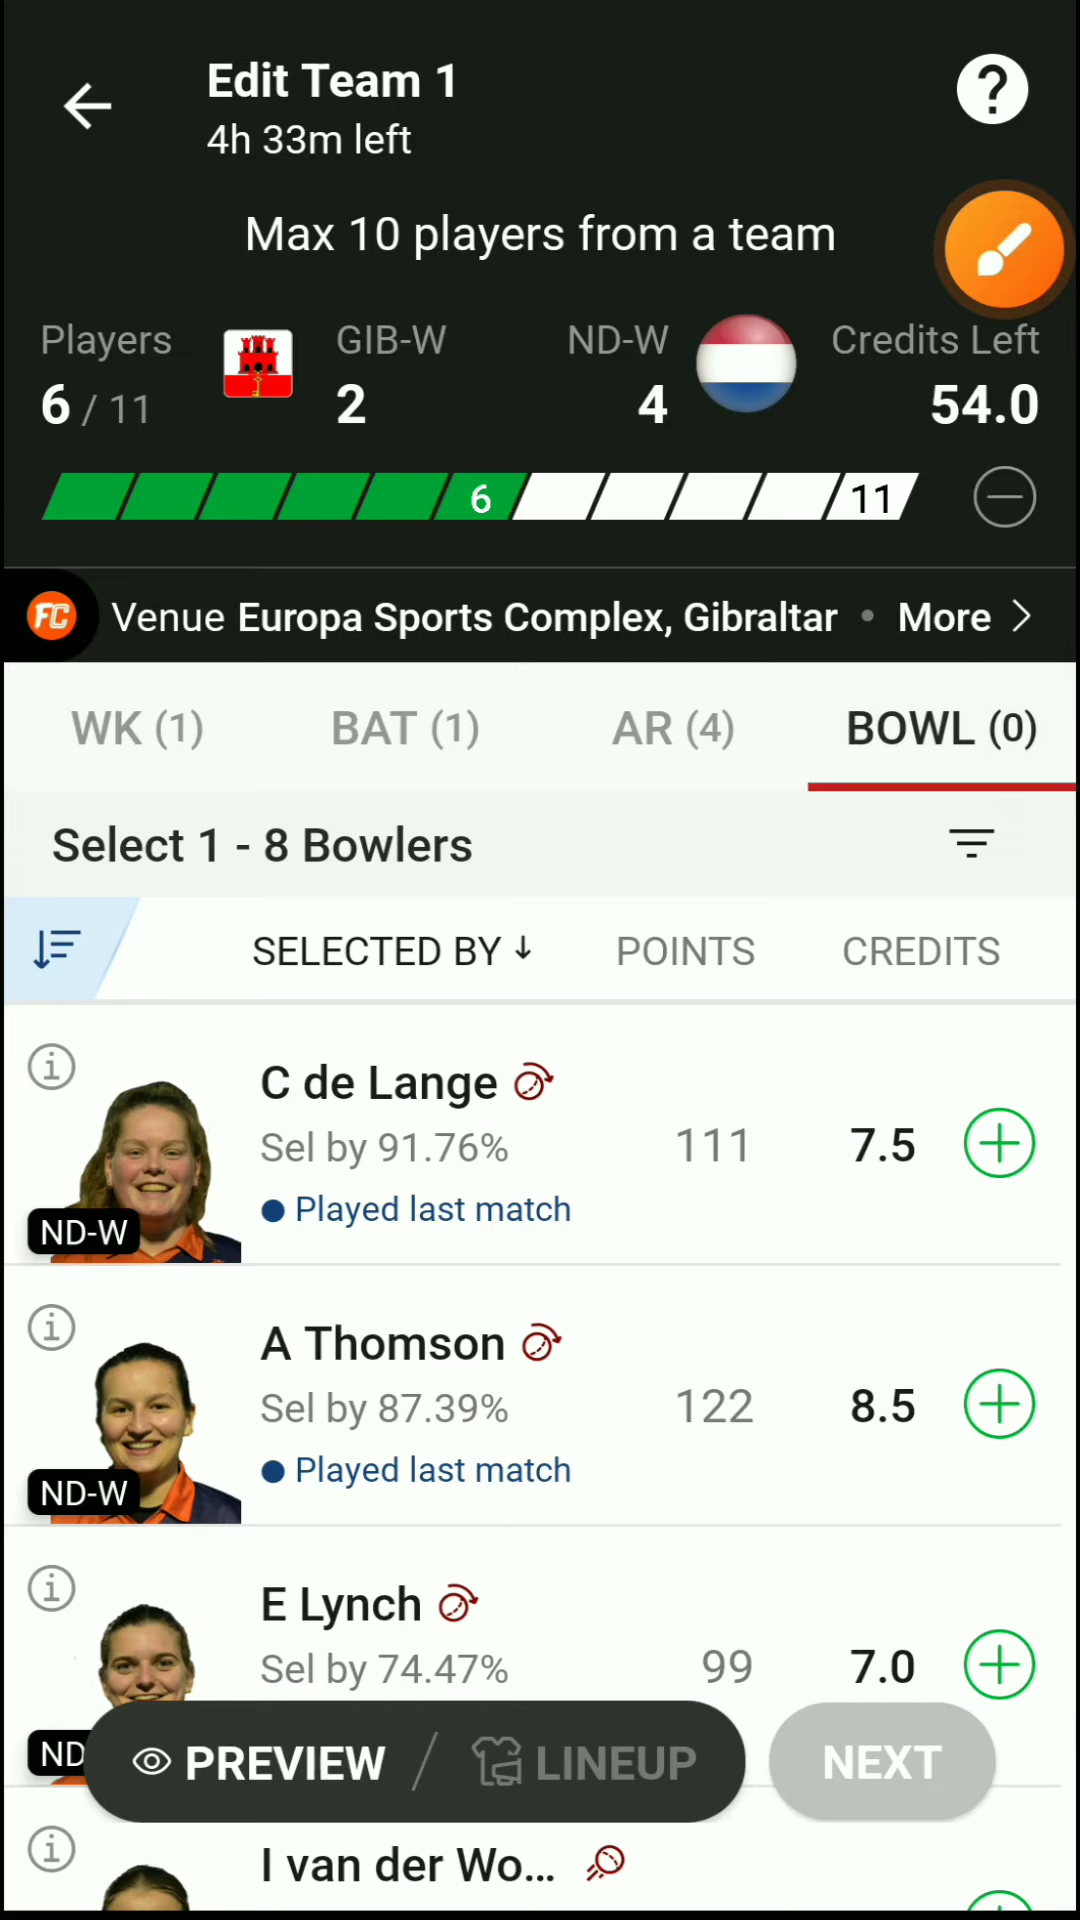 Edit Team 1
4h 33m left
?
Max 10 players from a team
Players GIB-W ND-W Credits Left
6 / 11 2 4 54.0
6 11
FC Venue Europa Sports Complex, Gibraltar • More >
WK (1) BAT (1) AR (4) BOWL (0)
Select 1 - 8 Bowlers
SELECTED BY ↓ POINTS CREDITS
C de Lange
Sel by 91.76% 111 7.5
Played last match
ND-W
A Thomson
Sel by 87.39% 122 8.5
Played last match
ND-W
E Lynch
Sel by 74.47% 99 7.0
ND
PREVIEW / LINEUP NEXT
I van der Wo...